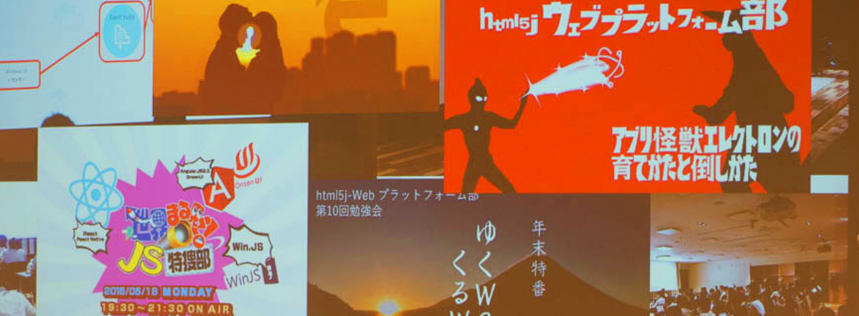 html5j ウェブプラットフォーム部
アプリ怪獣エレクトロンの
育てかたと倒しかた
Onsen UI
React
React Native
JS 特捜部
Win.JS
WinJS
2016/05/16 MONDAY
19:30~21:30 ON AIR
html5j-Web プラットフォーム部
第10回勉強会
年末特番
ゆくW
くるW